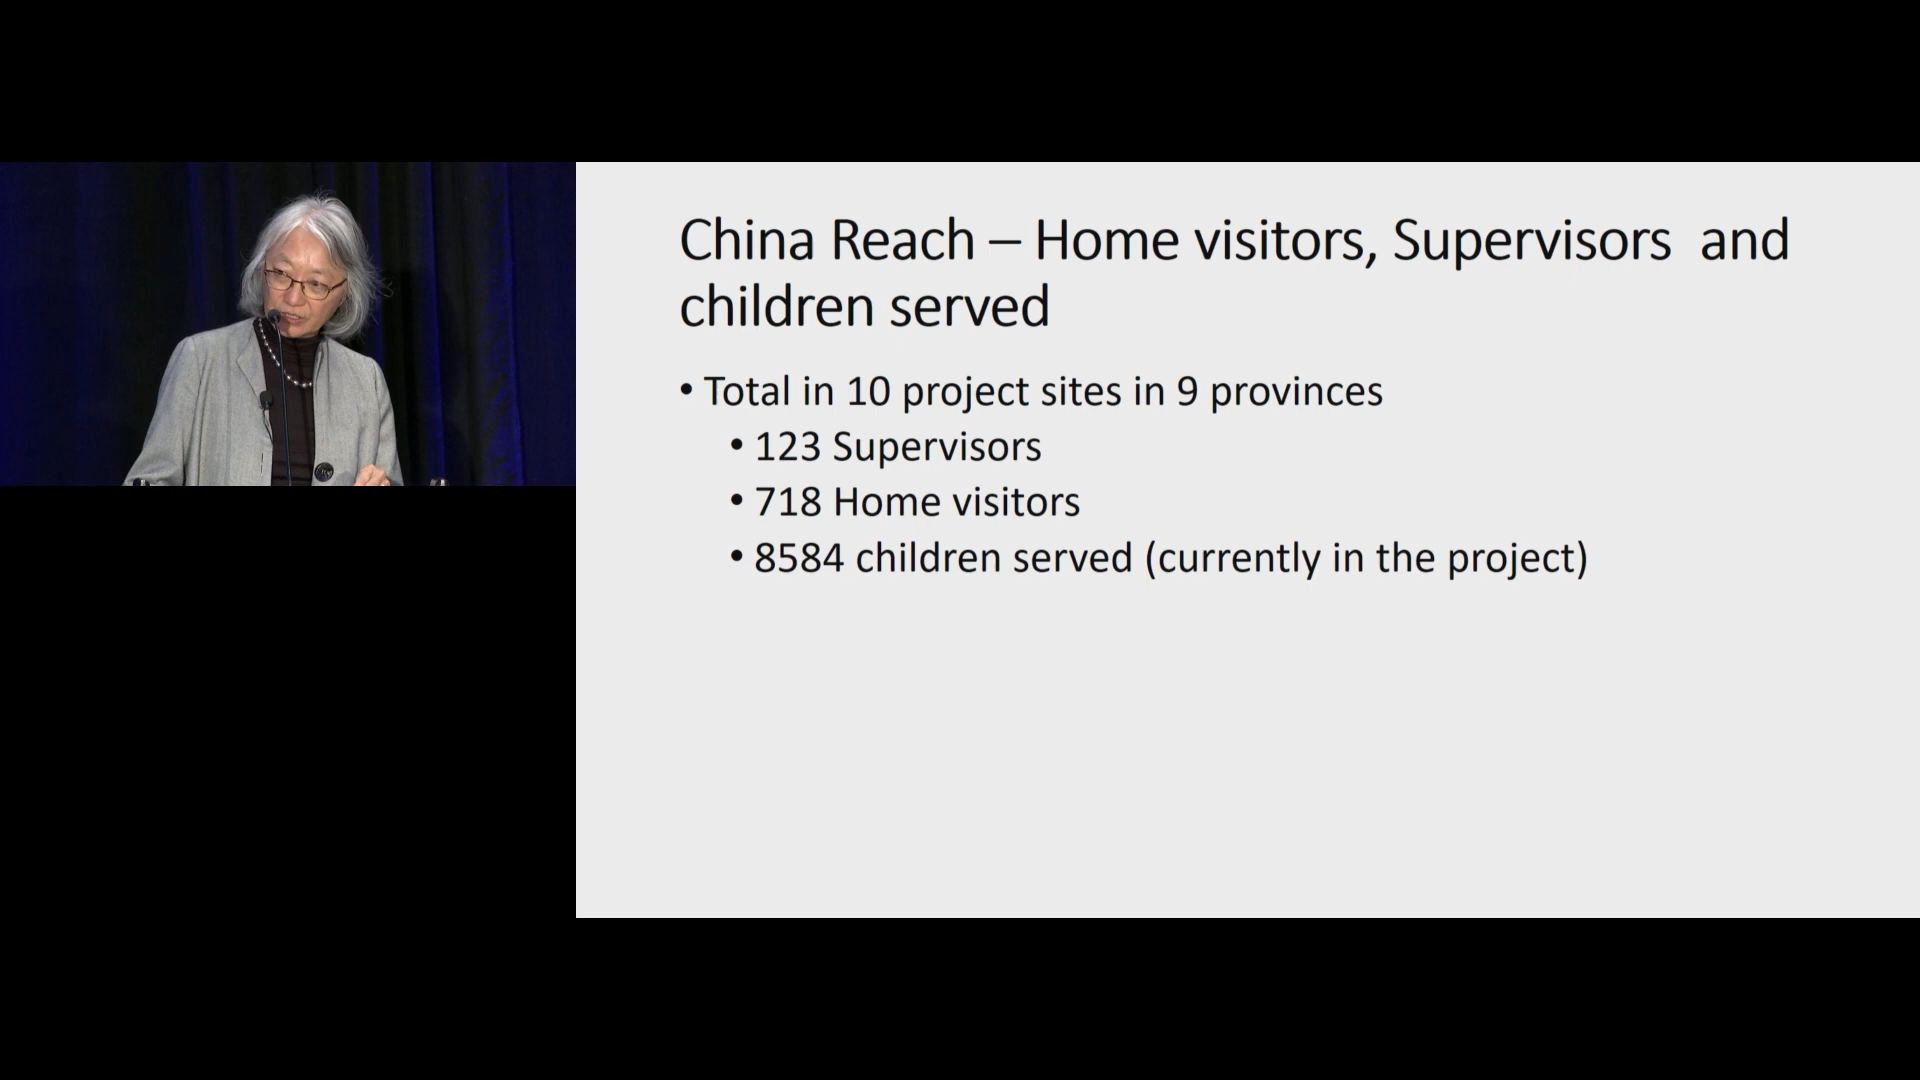 China Reach – Home visitors, Supervisors  and
children served
• Total in 10 project sites in 9 provinces
• 123 Supervisors
• 718 Home visitors
• 8584 children served (currently in the project)